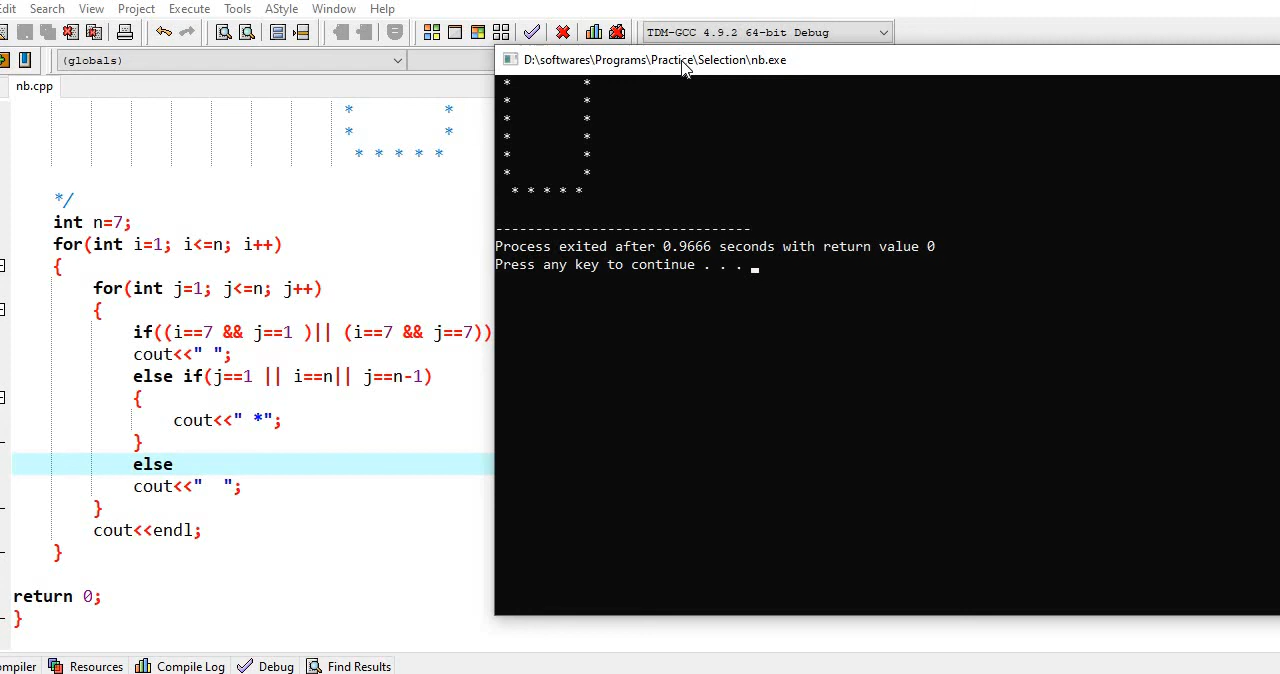 Edit Search View Project Execute Tools AStyle Window Help
TDM-GCC 4.9.2 64-bit Debug
(globals)
nb.cpp
* *
* *
* * * * *
*/
int n=7;
for(int i=1; i<=n; i++)
{
for(int j=1; j<=n; j++)
{
if((i==7 && j==1 )|| (i==7 && j==7))
cout<<" ";
else if(j==1 || i==n|| j==n-1)
{
cout<<" *";
}
else
cout<<"  ";
}
cout<<endl;
}
return 0;
}
D:\softwares\Programs\Practice\Selection\nb.exe
* *
* *
* *
* *
* *
* *
* * * * *
--------------------------------
Process exited after 0.9666 seconds with return value 0
Press any key to continue . . .
Resources Compile Log Debug Find Results